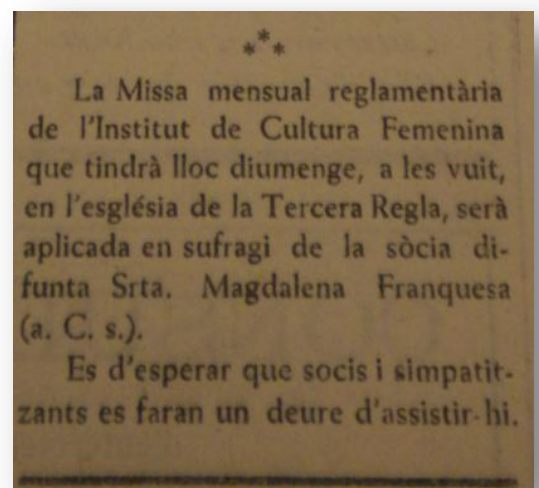 ***
La Missa mensual reglamentària
de l'Institut de Cultura Femenina
que tindrà lloc diumenge, a les vuit,
en l'església de la Tercera Regla, serà
aplicada en sufragi de la sòcia di-
funta Srta. Magdalena Franquesa
(a. C. s.).
Es d'esperar que socis i simpatit-
zants es faran un deure d'assistir-hi.